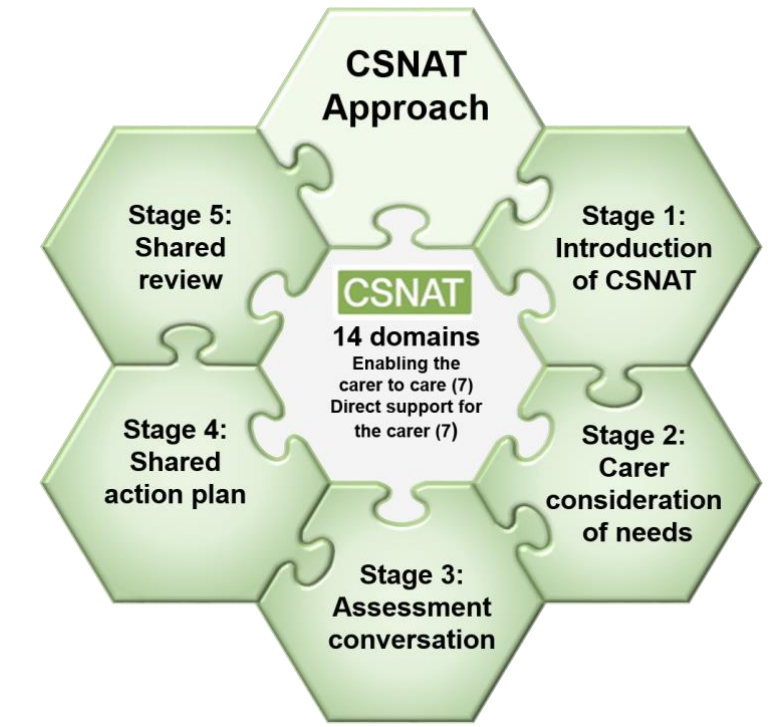 CSNAT
Approach
Stage 1:
Introduction
of CSNAT
Stage 2:
Carer
consideration
of needs
Stage 3:
Assessment
conversation
Stage 4:
Shared
action plan
Stage 5:
Shared
review
CSNAT
14 domains
Enabling the
carer to care (7)
Direct support for
the carer (7)